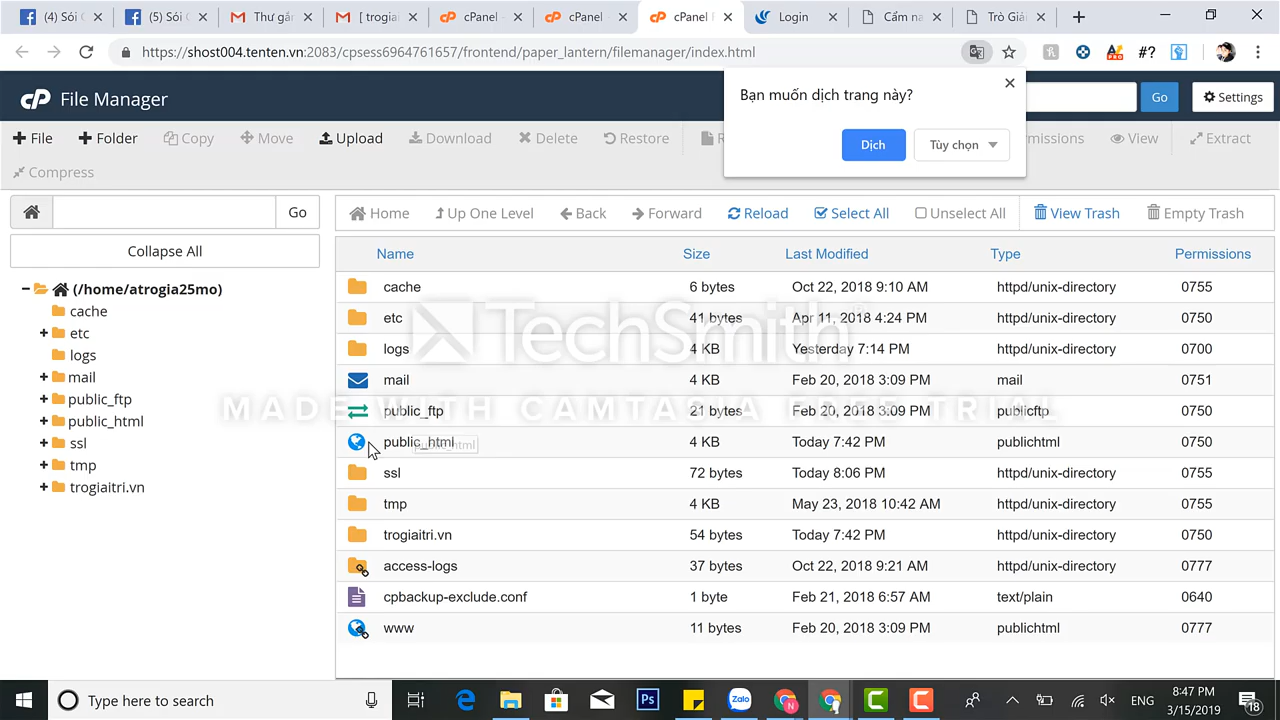 (4) Sói C
(5) Sói C
Thư gử
[ trogia
cPanel
cPanel
cPanel F
Login
Cẩm na
Trò Giả
https://shost004.tenten.vn:2083/cpsess6964761657/frontend/paper_lantern/filemanager/index.html
#?
cP File Manager
Go
Settings
Bạn muốn dịch trang này?
Dịch
Tùy chọn
File
Folder
Copy
Move
Upload
Download
Delete
Restore
R
missions
View
Extract
Compress
Go
Home
Up One Level
Back
Forward
Reload
Select All
Unselect All
View Trash
Empty Trash
Collapse All
(/home/atrogia25mo)
cache
etc
logs
mail
public_ftp
public_html
ssl
tmp
trogiaitri.vn
Name Size Last Modified Type Permissions
cache 6 bytes Oct 22, 2018 9:10 AM httpd/unix-directory 0755
etc 41 bytes Apr 11, 2018 4:24 PM httpd/unix-directory 0750
logs 4 KB Yesterday 7:14 PM httpd/unix-directory 0700
mail 4 KB Feb 20, 2018 3:09 PM mail 0751
public_ftp 21 bytes Feb 20, 2018 3:09 PM publicftp 0750
public_html 4 KB Today 7:42 PM publichtml 0750
public_html
ssl 72 bytes Today 8:06 PM httpd/unix-directory 0755
tmp 4 KB May 23, 2018 10:42 AM httpd/unix-directory 0755
trogiaitri.vn 54 bytes Today 7:42 PM httpd/unix-directory 0750
access-logs 37 bytes Oct 22, 2018 9:21 AM httpd/unix-directory 0777
cpbackup-exclude.conf 1 byte Feb 21, 2018 6:57 AM text/plain 0640
www 11 bytes Feb 20, 2018 3:09 PM publichtml 0777
TechSmith®
MADE WITH CAMTASIA FREE TRIAL
Type here to search
Ps
Zalo
ENG
8:47 PM
3/15/2019
18